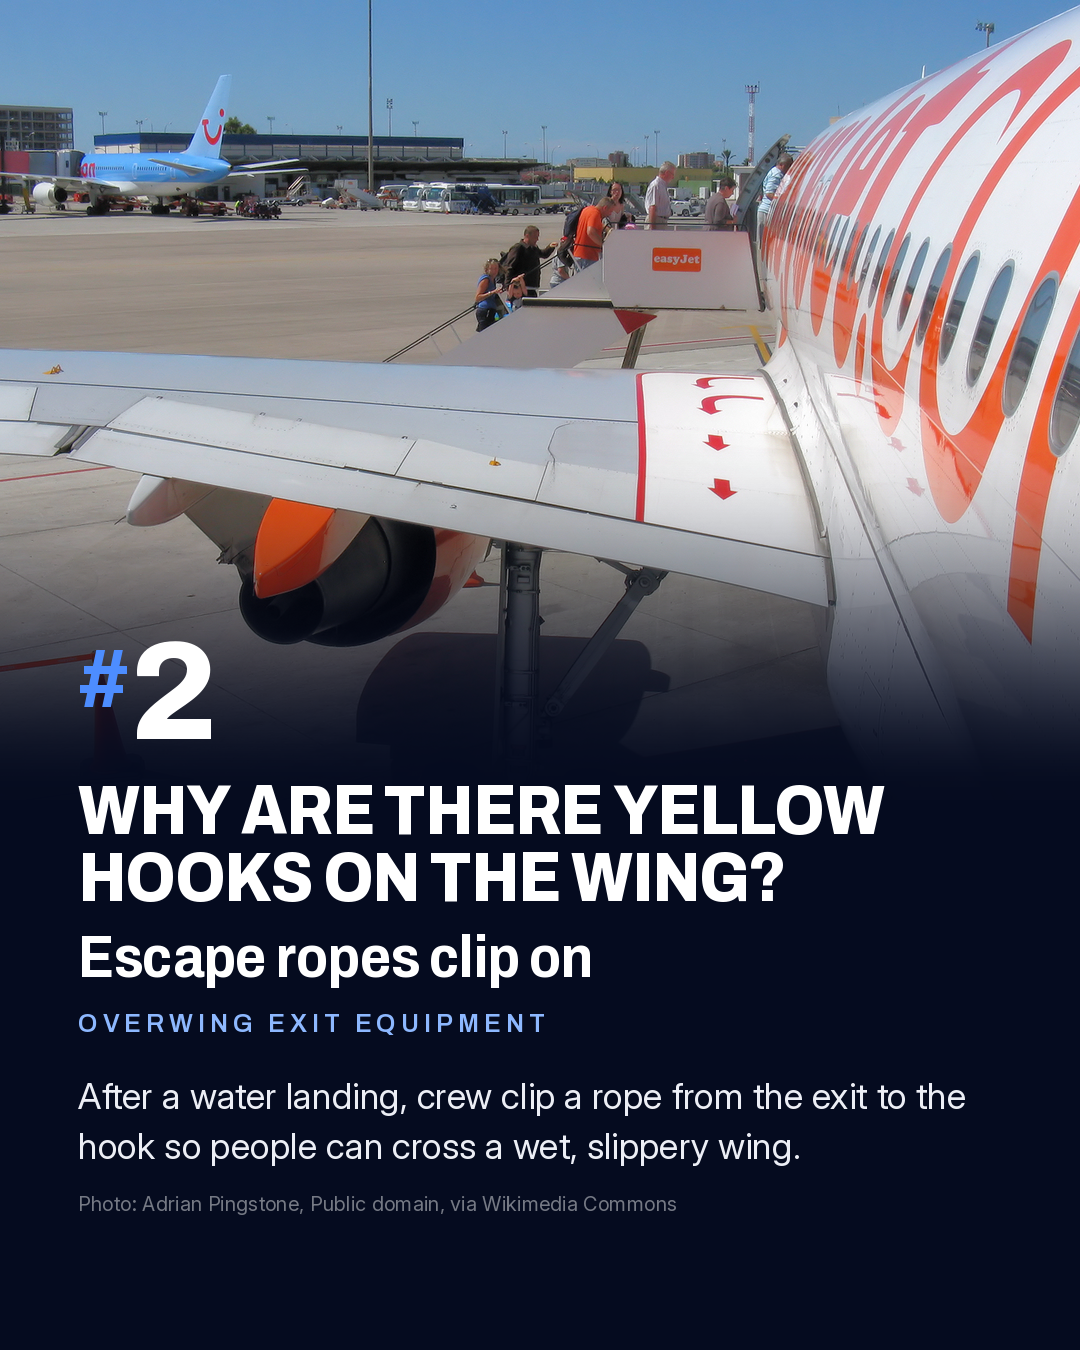 easyJet
#2
WHY ARE THERE YELLOW
HOOKS ON THE WING?
Escape ropes clip on
OVERWING EXIT EQUIPMENT
After a water landing, crew clip a rope from the exit to the
hook so people can cross a wet, slippery wing.
Photo: Adrian Pingstone, Public domain, via Wikimedia Commons